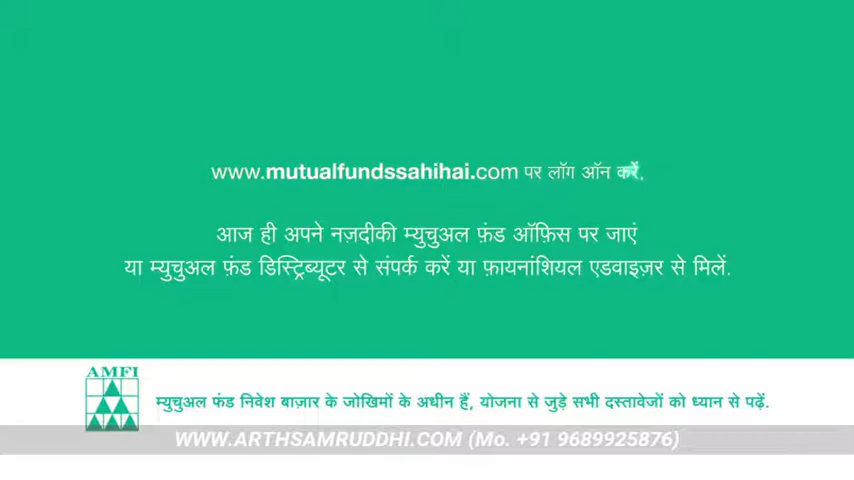 www.mutualfundssahihai.com पर लॉग ऑन करें.
आज ही अपने नज़दीकी म्युचुअल फ़ंड ऑफ़िस पर जाएं
या म्युचुअल फ़ंड डिस्ट्रिब्यूटर से संपर्क करें या फ़ायनांशियल एडवाइज़र से मिलें.
AMFI
म्युचुअल फंड निवेश बाज़ार के जोखिमों के अधीन हैं, योजना से जुड़े सभी दस्तावेजों को ध्यान से पढ़ें.
WWW.ARTHSAMRUDDHI.COM (Mo. +91 9689925876)